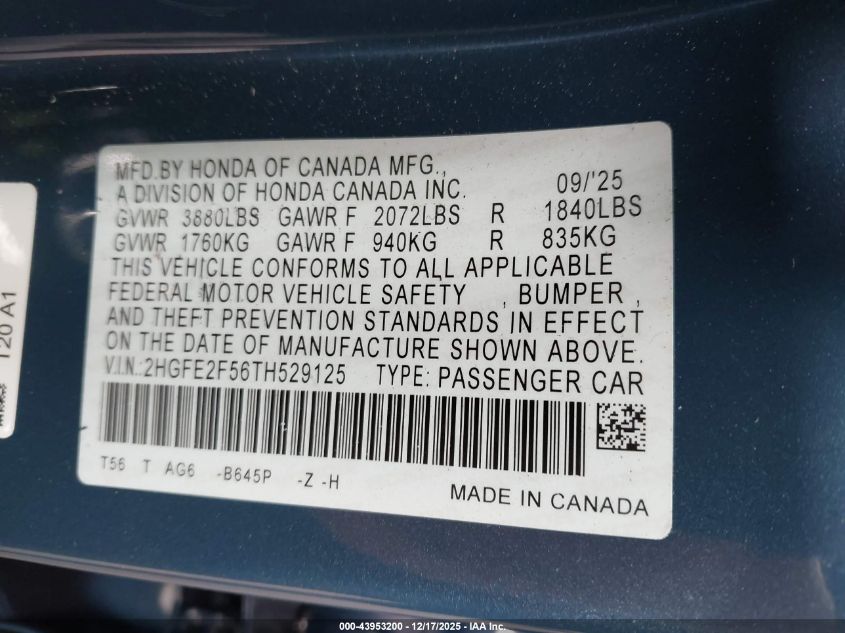 MFD.BY HONDA OF CANADA MFG.,
A DIVISION OF HONDA CANADA INC. 09/'25
GVWR 3880LBS GAWR F 2072LBS R 1840LBS
GVWR 1760KG GAWR F 940KG R 835KG
THIS VEHICLE CONFORMS TO ALL APPLICABLE
FEDERAL MOTOR VEHICLE SAFETY , BUMPER ,
AND THEFT PREVENTION STANDARDS IN EFFECT
ON THE DATE OF MANUFACTURE SHOWN ABOVE.
V.I.N.:2HGFE2F56TH529125 TYPE: PASSENGER CAR
T56 T AG6 -B645P -Z -H
MADE IN CANADA
T20 A1
000-43953200 - 12/17/2025 - IAA Inc.